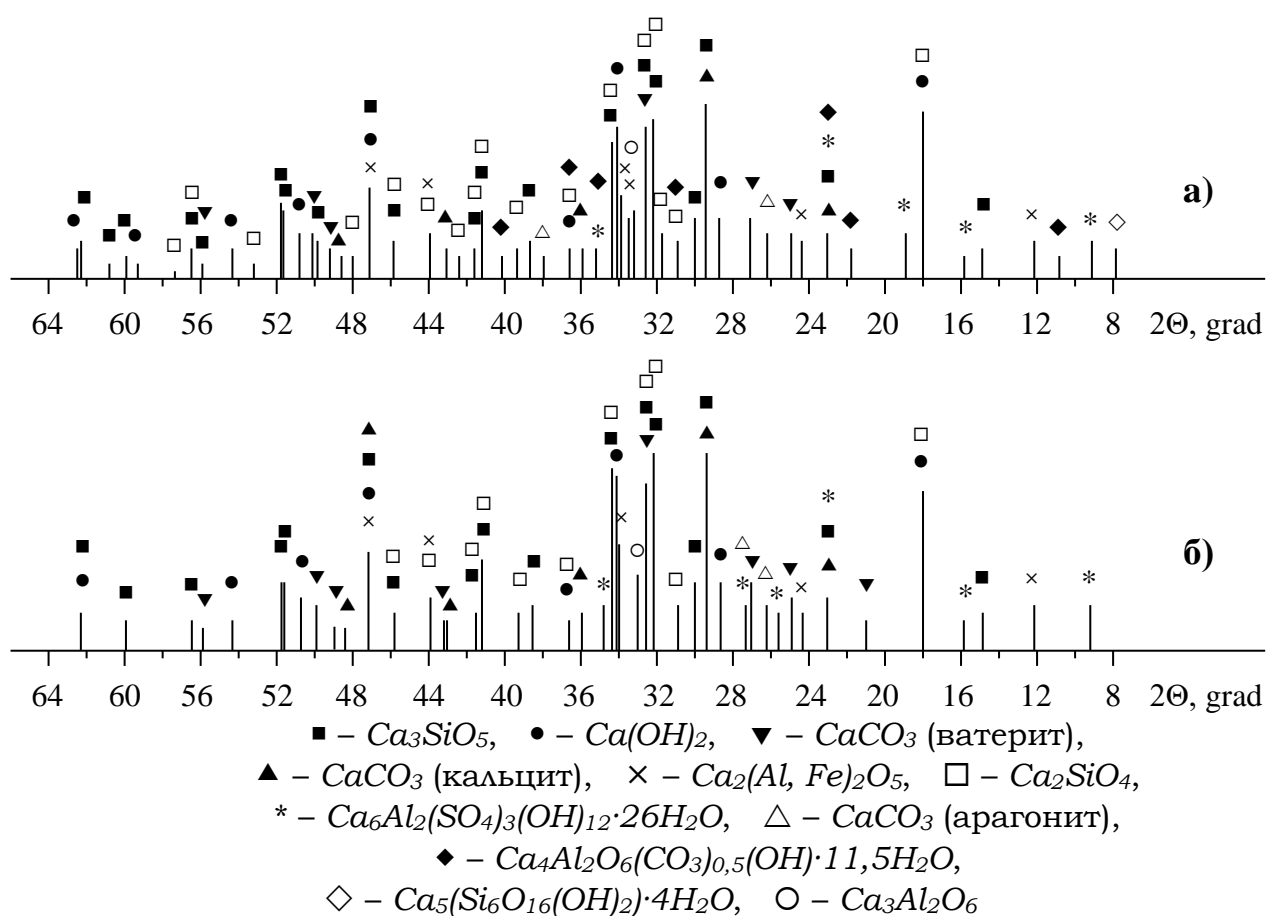 а)
64 60 56 52 48 44 40 36 32 28 24 20 16 12 8 2Θ, grad
б)
64 60 56 52 48 44 40 36 32 28 24 20 16 12 8 2Θ, grad
■ – Ca₃SiO₅, ● – Ca(OH)₂, ▼ – CaCO₃ (ватерит),
▲ – CaCO₃ (кальцит), × – Ca₂(Al, Fe)₂O₅, □ – Ca₂SiO₄,
* – Ca₆Al₂(SO₄)₃(OH)₁₂·26H₂O, △ – CaCO₃ (арагонит),
◆ – Ca₄Al₂O₆(CO₃)₀,₅(OH)·11,5H₂O,
◇ – Ca₅(Si₆O₁₆(OH)₂)·4H₂O, ○ – Ca₃Al₂O₆